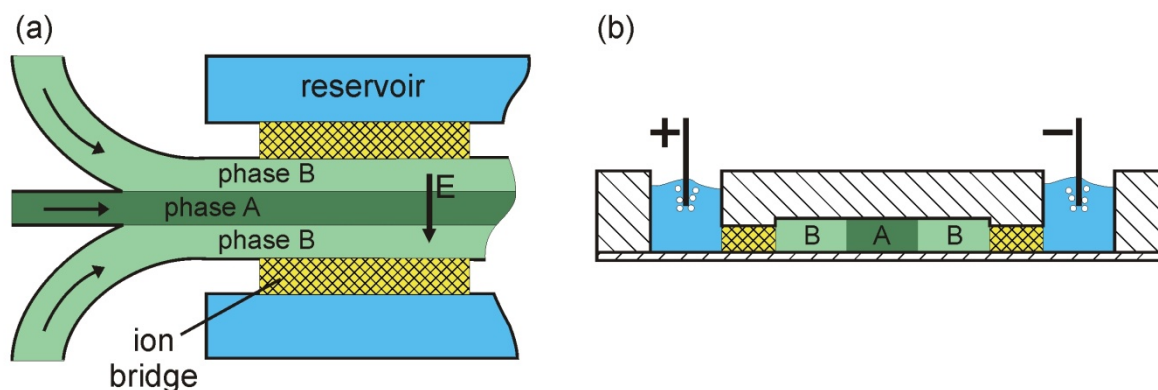 (a)
reservoir
phase B
E
phase A
phase B
ion
bridge
(b)
+
−
B A B